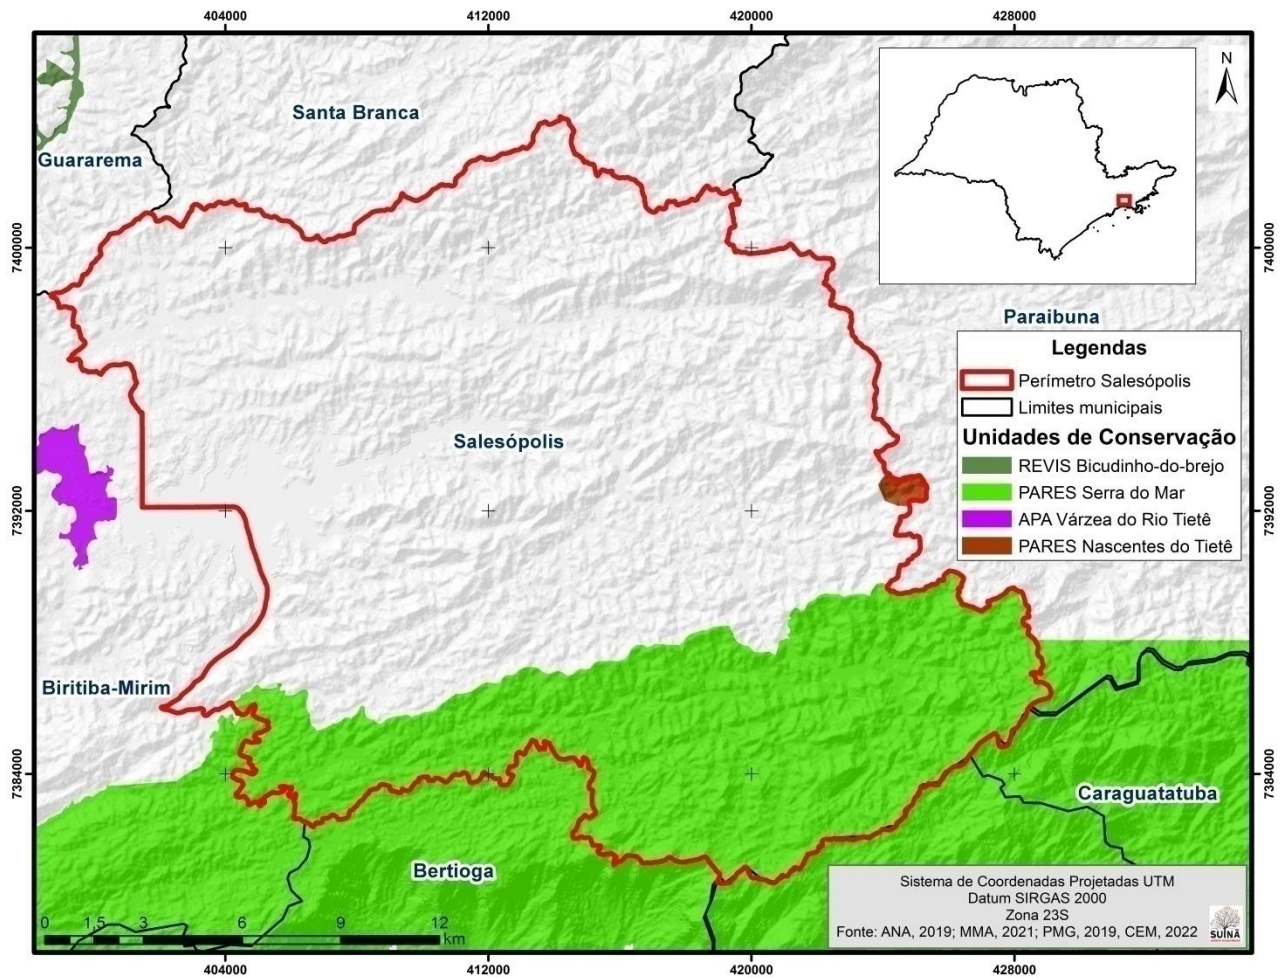 404000 412000 420000 428000
N
Santa Branca
Guararema
7400000 7400000
Paraibuna
Legendas
Perímetro Salesópolis
Limites municipais
Unidades de Conservação
REVIS Bicudinho-do-brejo
PARES Serra do Mar
APA Várzea do Rio Tietê
PARES Nascentes do Tietê
Salesópolis
7392000 7392000
Biritiba-Mirim
7384000 7384000
Caraguatatuba
Bertioga
Sistema de Coordenadas Projetadas UTM
Datum SIRGAS 2000
Zona 23S
Fonte: ANA, 2019; MMA, 2021; PMG, 2019, CEM, 2022
SUINÃ
0 1,5 3 6 9 12
km
404000 412000 420000 428000